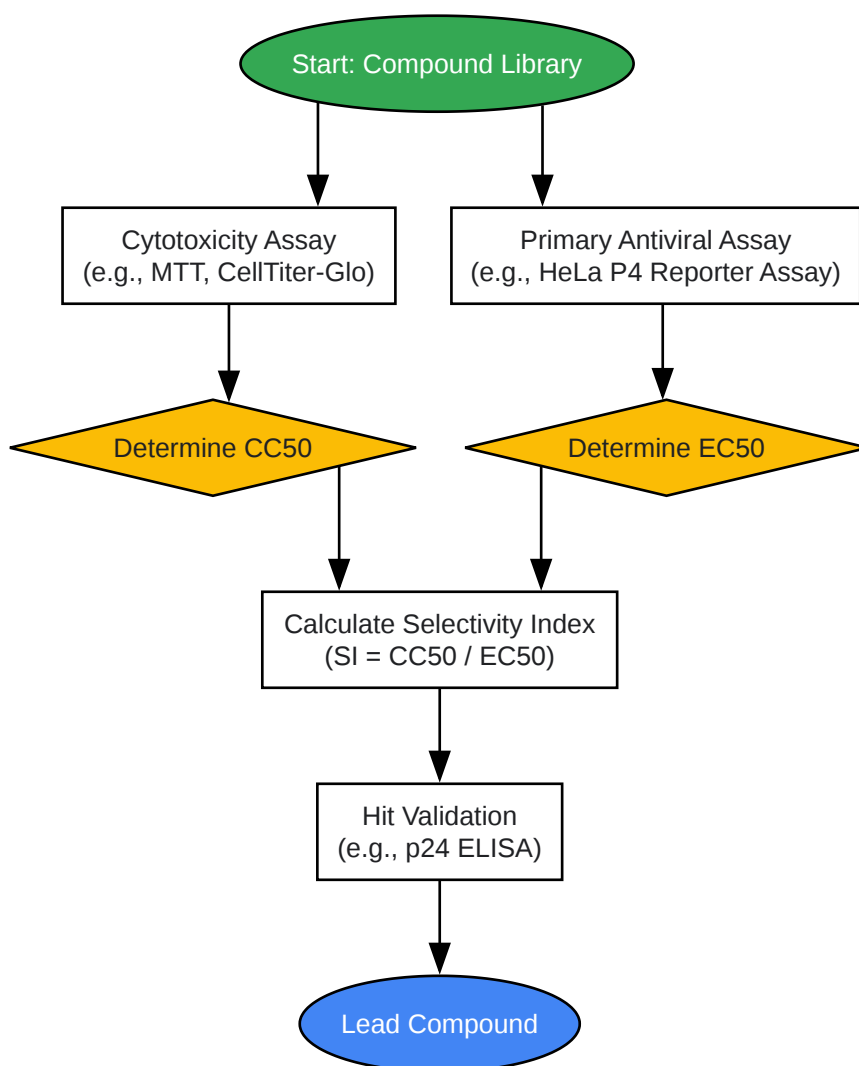 Start: Compound Library
Cytotoxicity Assay
(e.g., MTT, CellTiter-Glo)
Primary Antiviral Assay
(e.g., HeLa P4 Reporter Assay)
Determine CC50
Determine EC50
Calculate Selectivity Index
(SI = CC50 / EC50)
Hit Validation
(e.g., p24 ELISA)
Lead Compound